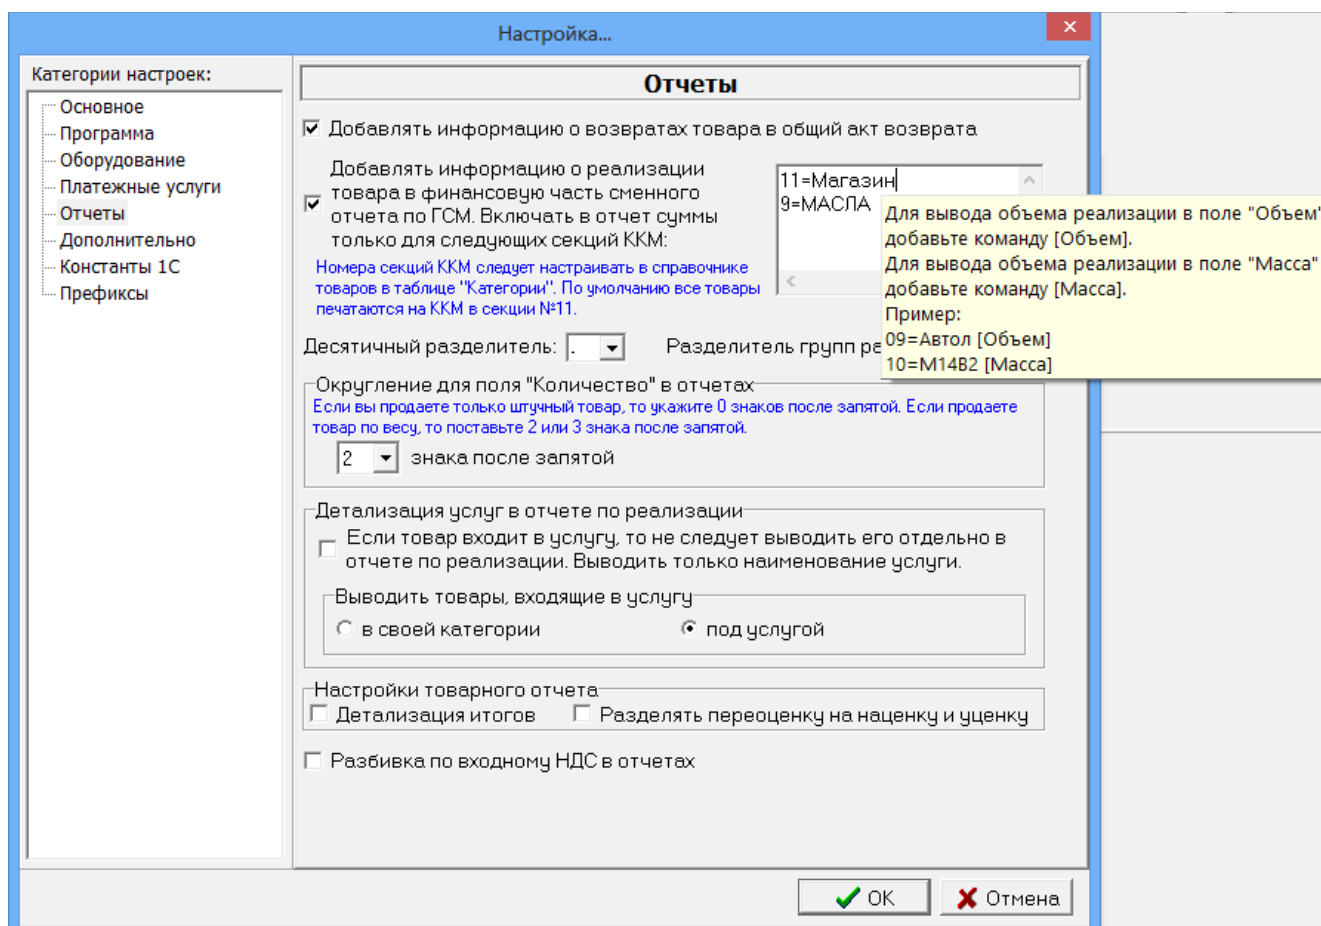 Настройка...
Категории настроек:
Основное
Программа
Оборудование
Платежные услуги
Отчеты
Дополнительно
Константы 1С
Префиксы
Отчеты
Добавлять информацию о возвратах товара в общий акт возврата
Добавлять информацию о реализации
товара в финансовую часть сменного
отчета по ГСМ. Включать в отчет суммы
только для следующих секций ККМ:
11=Магазин
9=МАСЛА
Номера секций ККМ следует настраивать в справочнике
товаров в таблице "Категории". По умолчанию все товары
печатаются на ККМ в секции №11.
Для вывода объема реализации в поле "Объем"
добавьте команду [Объем].
Для вывода объема реализации в поле "Масса"
добавьте команду [Масса].
Пример:
09=Автол [Объем]
10=М14В2 [Масса]
Десятичный разделитель: . Разделитель групп ра
Округление для поля "Количество" в отчетах
Если вы продаете только штучный товар, то укажите 0 знаков после запятой. Если продаете
товар по весу, то поставьте 2 или 3 знака после запятой.
2 знака после запятой
Детализация услуг в отчете по реализации
Если товар входит в услугу, то не следует выводить его отдельно в
отчете по реализации. Выводить только наименование услуги.
Выводить товары, входящие в услугу
в своей категории под услугой
Настройки товарного отчета
Детализация итогов Разделять переоценку на наценку и уценку
Разбивка по входному НДС в отчетах
OK Отмена